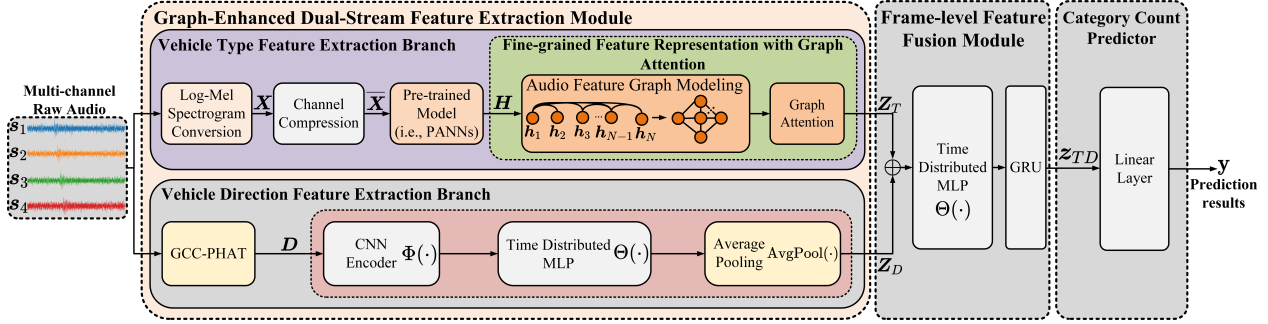 Graph-Enhanced Dual-Stream Feature Extraction Module
Vehicle Type Feature Extraction Branch
Fine-grained Feature Representation with Graph
Attention
Multi-channel
Raw Audio
s1
s2
s3
s4
Log-Mel
Spectrogram
Conversion
X
Channel
Compression
X̅
Pre-trained
Model
(i.e., PANNs)
H
Audio Feature Graph Modeling
h1 h2 h3 ... hN−1 hN
Graph
Attention
ZT
Vehicle Direction Feature Extraction Branch
GCC-PHAT
D
CNN
Encoder Φ(·)
Time Distributed
MLP Θ(·)
Average
Pooling AvgPool(·)
ZD
Frame-level Feature
Fusion Module
Time
Distributed
MLP
Θ(·)
GRU
zTD
Category Count
Predictor
Linear
Layer
y
Prediction
results